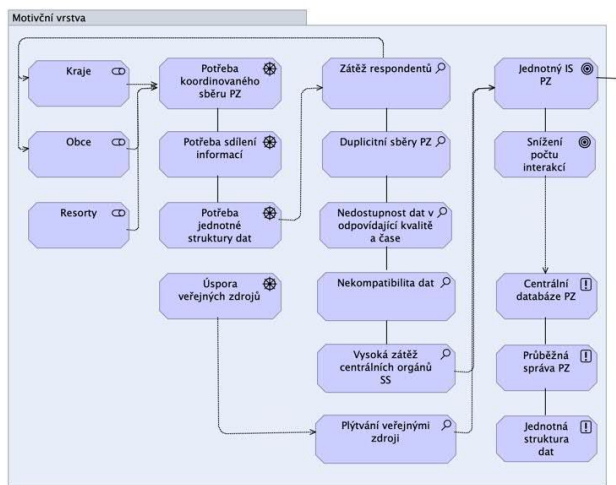 Motivční vrstva
Kraje
Obce
Resorty
Potřeba
koordinovaného
sběru PZ
Potřeba sdílení
informací
Potřeba
jednotné
struktury dat
Úspora
veřejných zdrojů
Zátěž respondentů
Duplicitní sběry PZ
Nedostupnost dat v
odpovídající kvalitě
a čase
Nekompatibilita dat
Vysoká zátěž
centrálních orgánů
SS
Plýtvání veřejnými
zdroji
Jednotný IS
PZ
Snížení
počtu
interakcí
Centrální
databáze PZ
Průběžná
správa PZ
Jednotná
struktura
dat